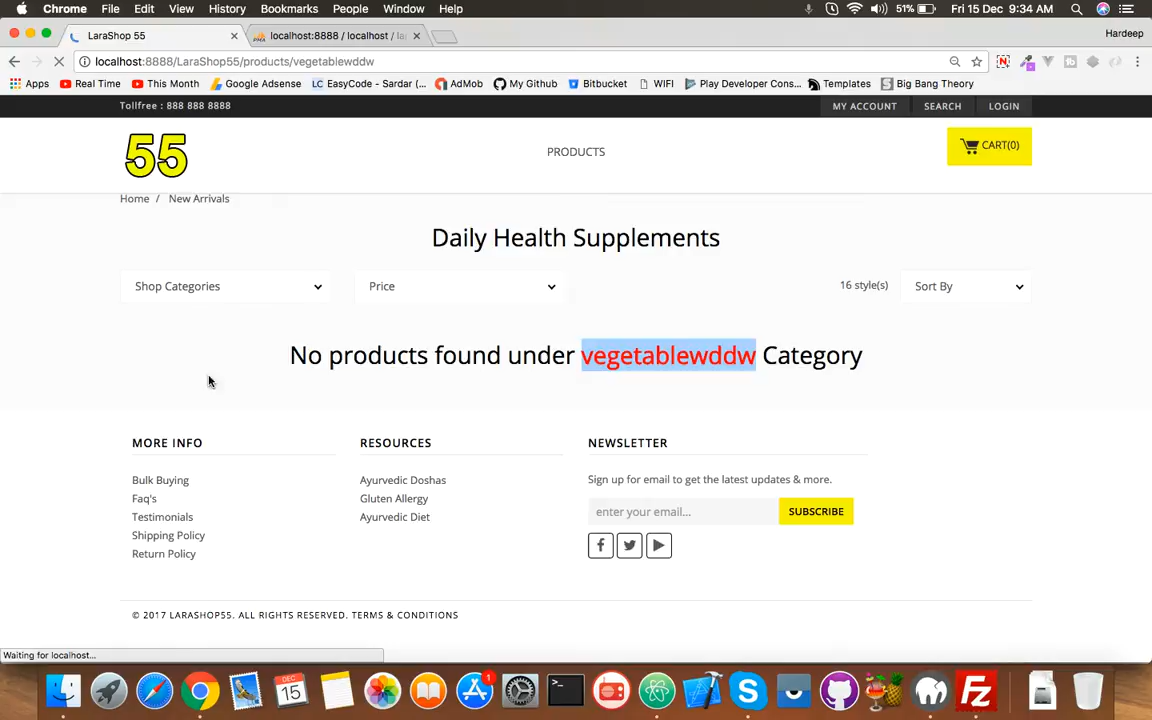 Chrome File Edit View History Bookmarks People Window Help 51% Fri 15 Dec 9:34 AM
LaraShop 55 localhost:8888 / localhost / la Hardeep
localhost:8888/LaraShop55/products/vegetablewddw
Apps Real Time This Month Google Adsense LC EasyCode - Sardar (... AdMob My Github Bitbucket WIFI Play Developer Cons... Templates Big Bang Theory
Tollfree : 888 888 8888 MY ACCOUNT SEARCH LOGIN
55 PRODUCTS CART(0)
Home / New Arrivals
Daily Health Supplements
Shop Categories Price 16 style(s) Sort By
No products found under vegetablewddw Category
MORE INFO RESOURCES NEWSLETTER
Bulk Buying Ayurvedic Doshas Sign up for email to get the latest updates & more.
Faq's Gluten Allergy enter your email... SUBSCRIBE
Testimonials Ayurvedic Diet
Shipping Policy
Return Policy
© 2017 LARASHOP55. ALL RIGHTS RESERVED. TERMS & CONDITIONS
Waiting for localhost...
DEC 1
15